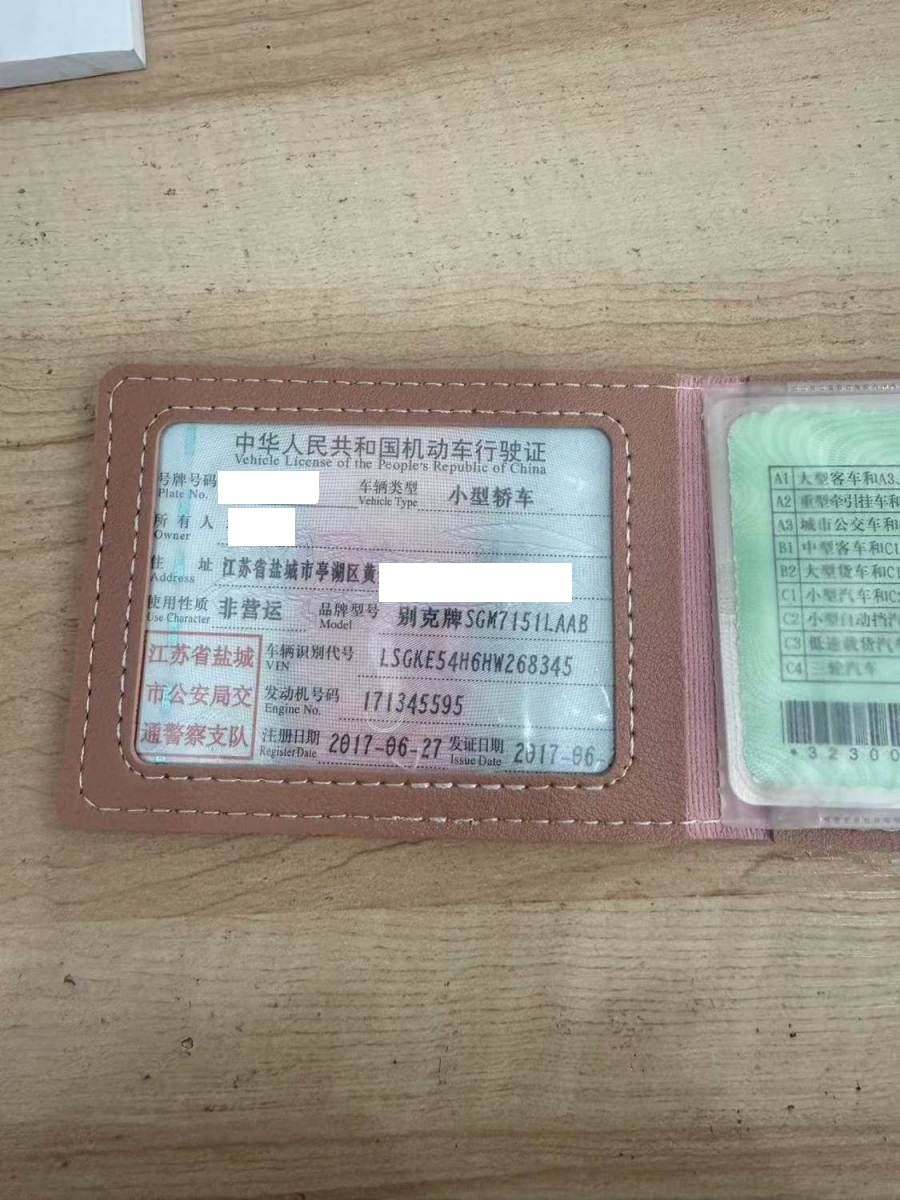 中华人民共和国机动车行驶证
Vehicle License of the People's Republic of China
号牌号码
Plate No.
车辆类型 小型轿车
Vehicle Type
所有人
Owner
住址 江苏省盐城市亭湖区黄
Address
使用性质 非营运 品牌型号 别克牌SGM7151LAAB
Use Character Model
江苏省盐城
市公安局交
通警察支队
车辆识别代号 LSGKE54H6HW268345
VIN
发动机号码 171345595
Engine No.
注册日期 2017-06-27 发证日期 2017-06-
Register Date Issue Date
A1 大型客车和A3、
A2 重型牵引挂车和
A3 城市公交车和C
B1 中型客车和C1
B2 大型货车和C1
C1 小型汽车和C2
C2 小型自动挡汽
C3 低速载货汽
C4 三轮汽车
*32300